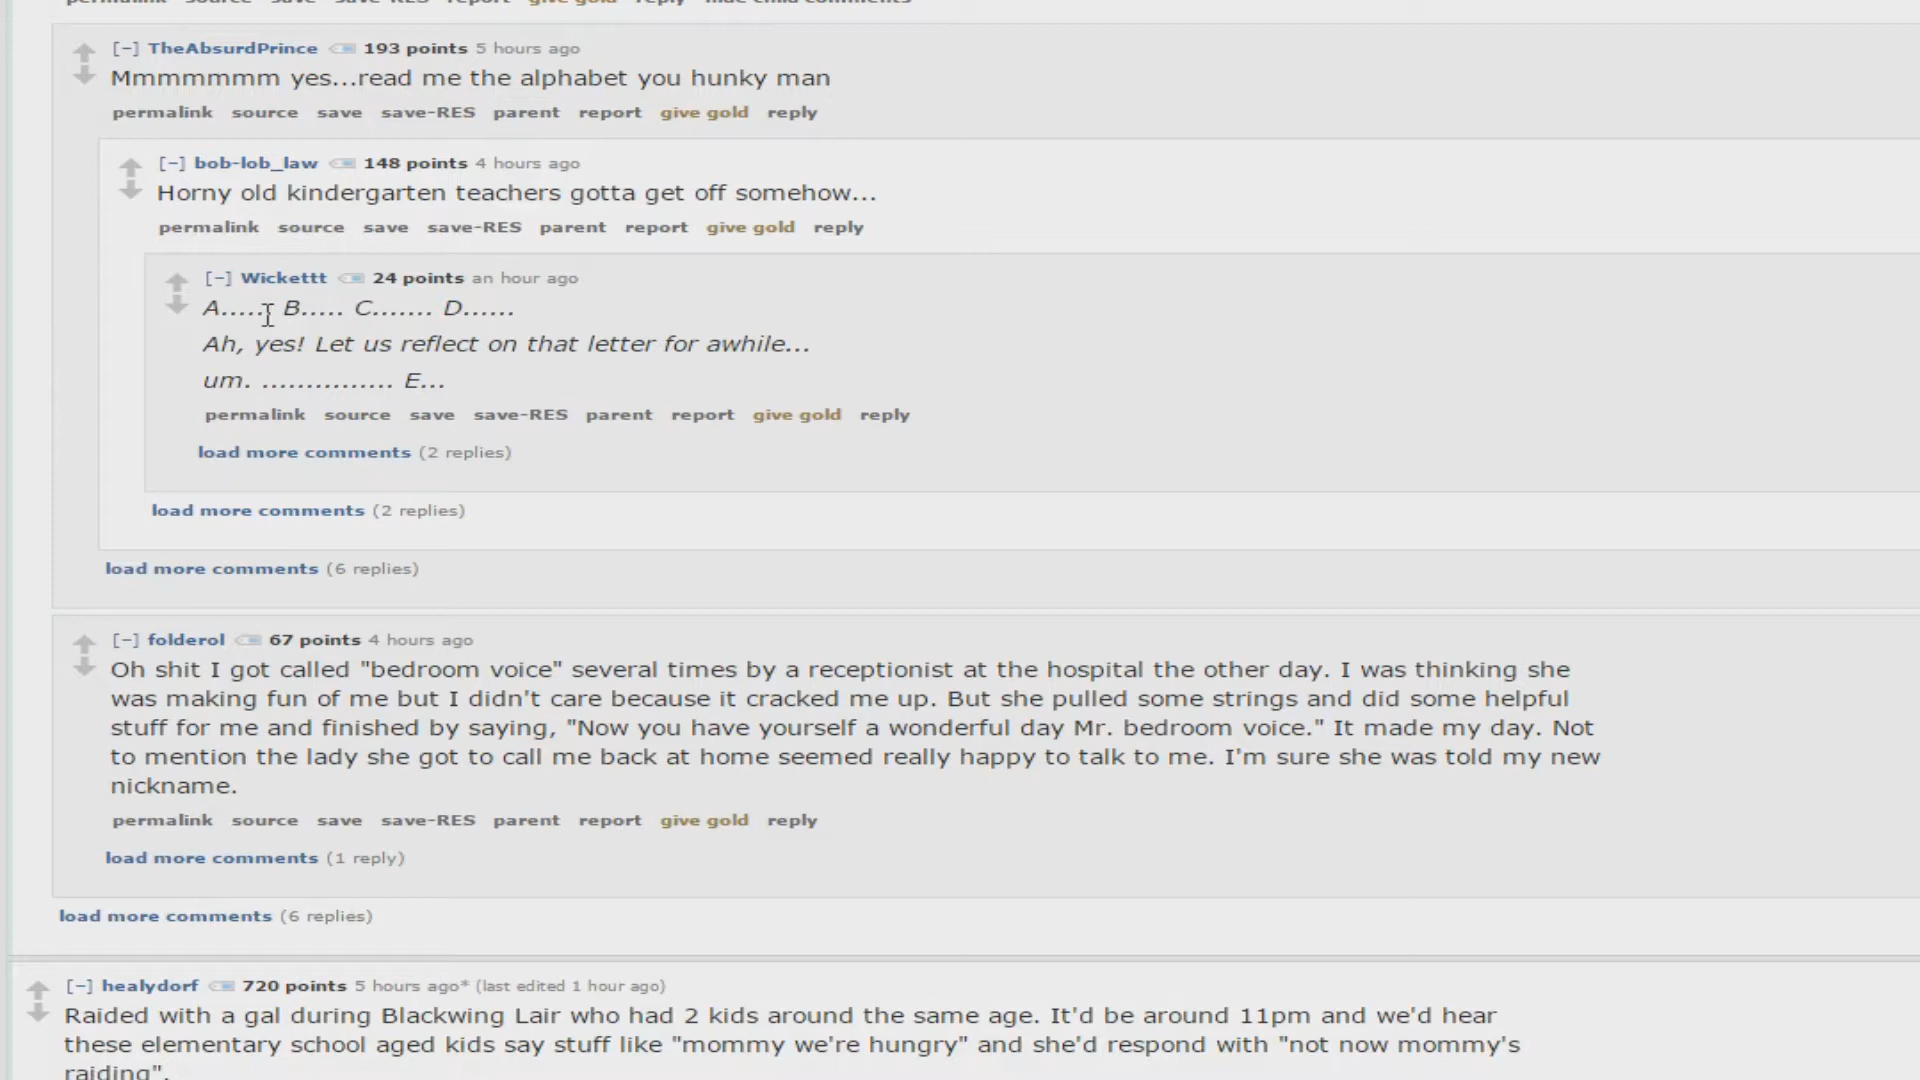 permalink source save save-RES report give gold reply hide child comments
[-] TheAbsurdPrince 193 points 5 hours ago
Mmmmmmm yes...read me the alphabet you hunky man
permalink source save save-RES parent report give gold reply
[-] bob-lob_law 148 points 4 hours ago
Horny old kindergarten teachers gotta get off somehow...
permalink source save save-RES parent report give gold reply
[-] Wickettt 24 points an hour ago
A...... B..... C....... D......
Ah, yes! Let us reflect on that letter for awhile...
um. ............... E...
permalink source save save-RES parent report give gold reply
load more comments (2 replies)
load more comments (2 replies)
load more comments (6 replies)
[-] folderol 67 points 4 hours ago
Oh shit I got called "bedroom voice" several times by a receptionist at the hospital the other day. I was thinking she
was making fun of me but I didn't care because it cracked me up. But she pulled some strings and did some helpful
stuff for me and finished by saying, "Now you have yourself a wonderful day Mr. bedroom voice." It made my day. Not
to mention the lady she got to call me back at home seemed really happy to talk to me. I'm sure she was told my new
nickname.
permalink source save save-RES parent report give gold reply
load more comments (1 reply)
load more comments (6 replies)
[-] healydorf 720 points 5 hours ago* (last edited 1 hour ago)
Raided with a gal during Blackwing Lair who had 2 kids around the same age. It'd be around 11pm and we'd hear
these elementary school aged kids say stuff like "mommy we're hungry" and she'd respond with "not now mommy's
raiding".